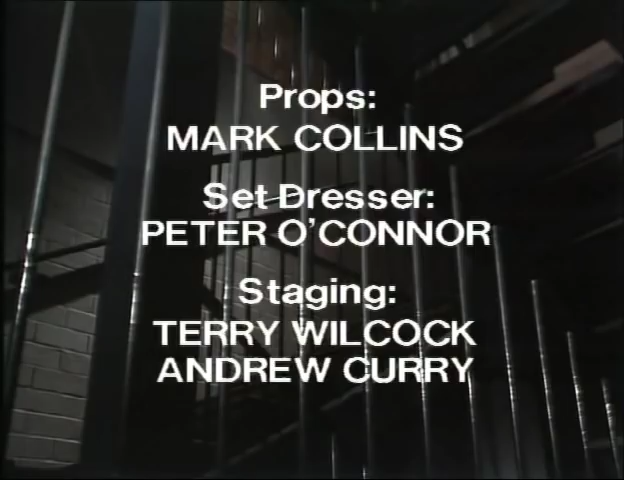 Props:
MARK COLLINS
Set Dresser:
PETER O'CONNOR
Staging:
TERRY WILCOCK
ANDREW CURRY